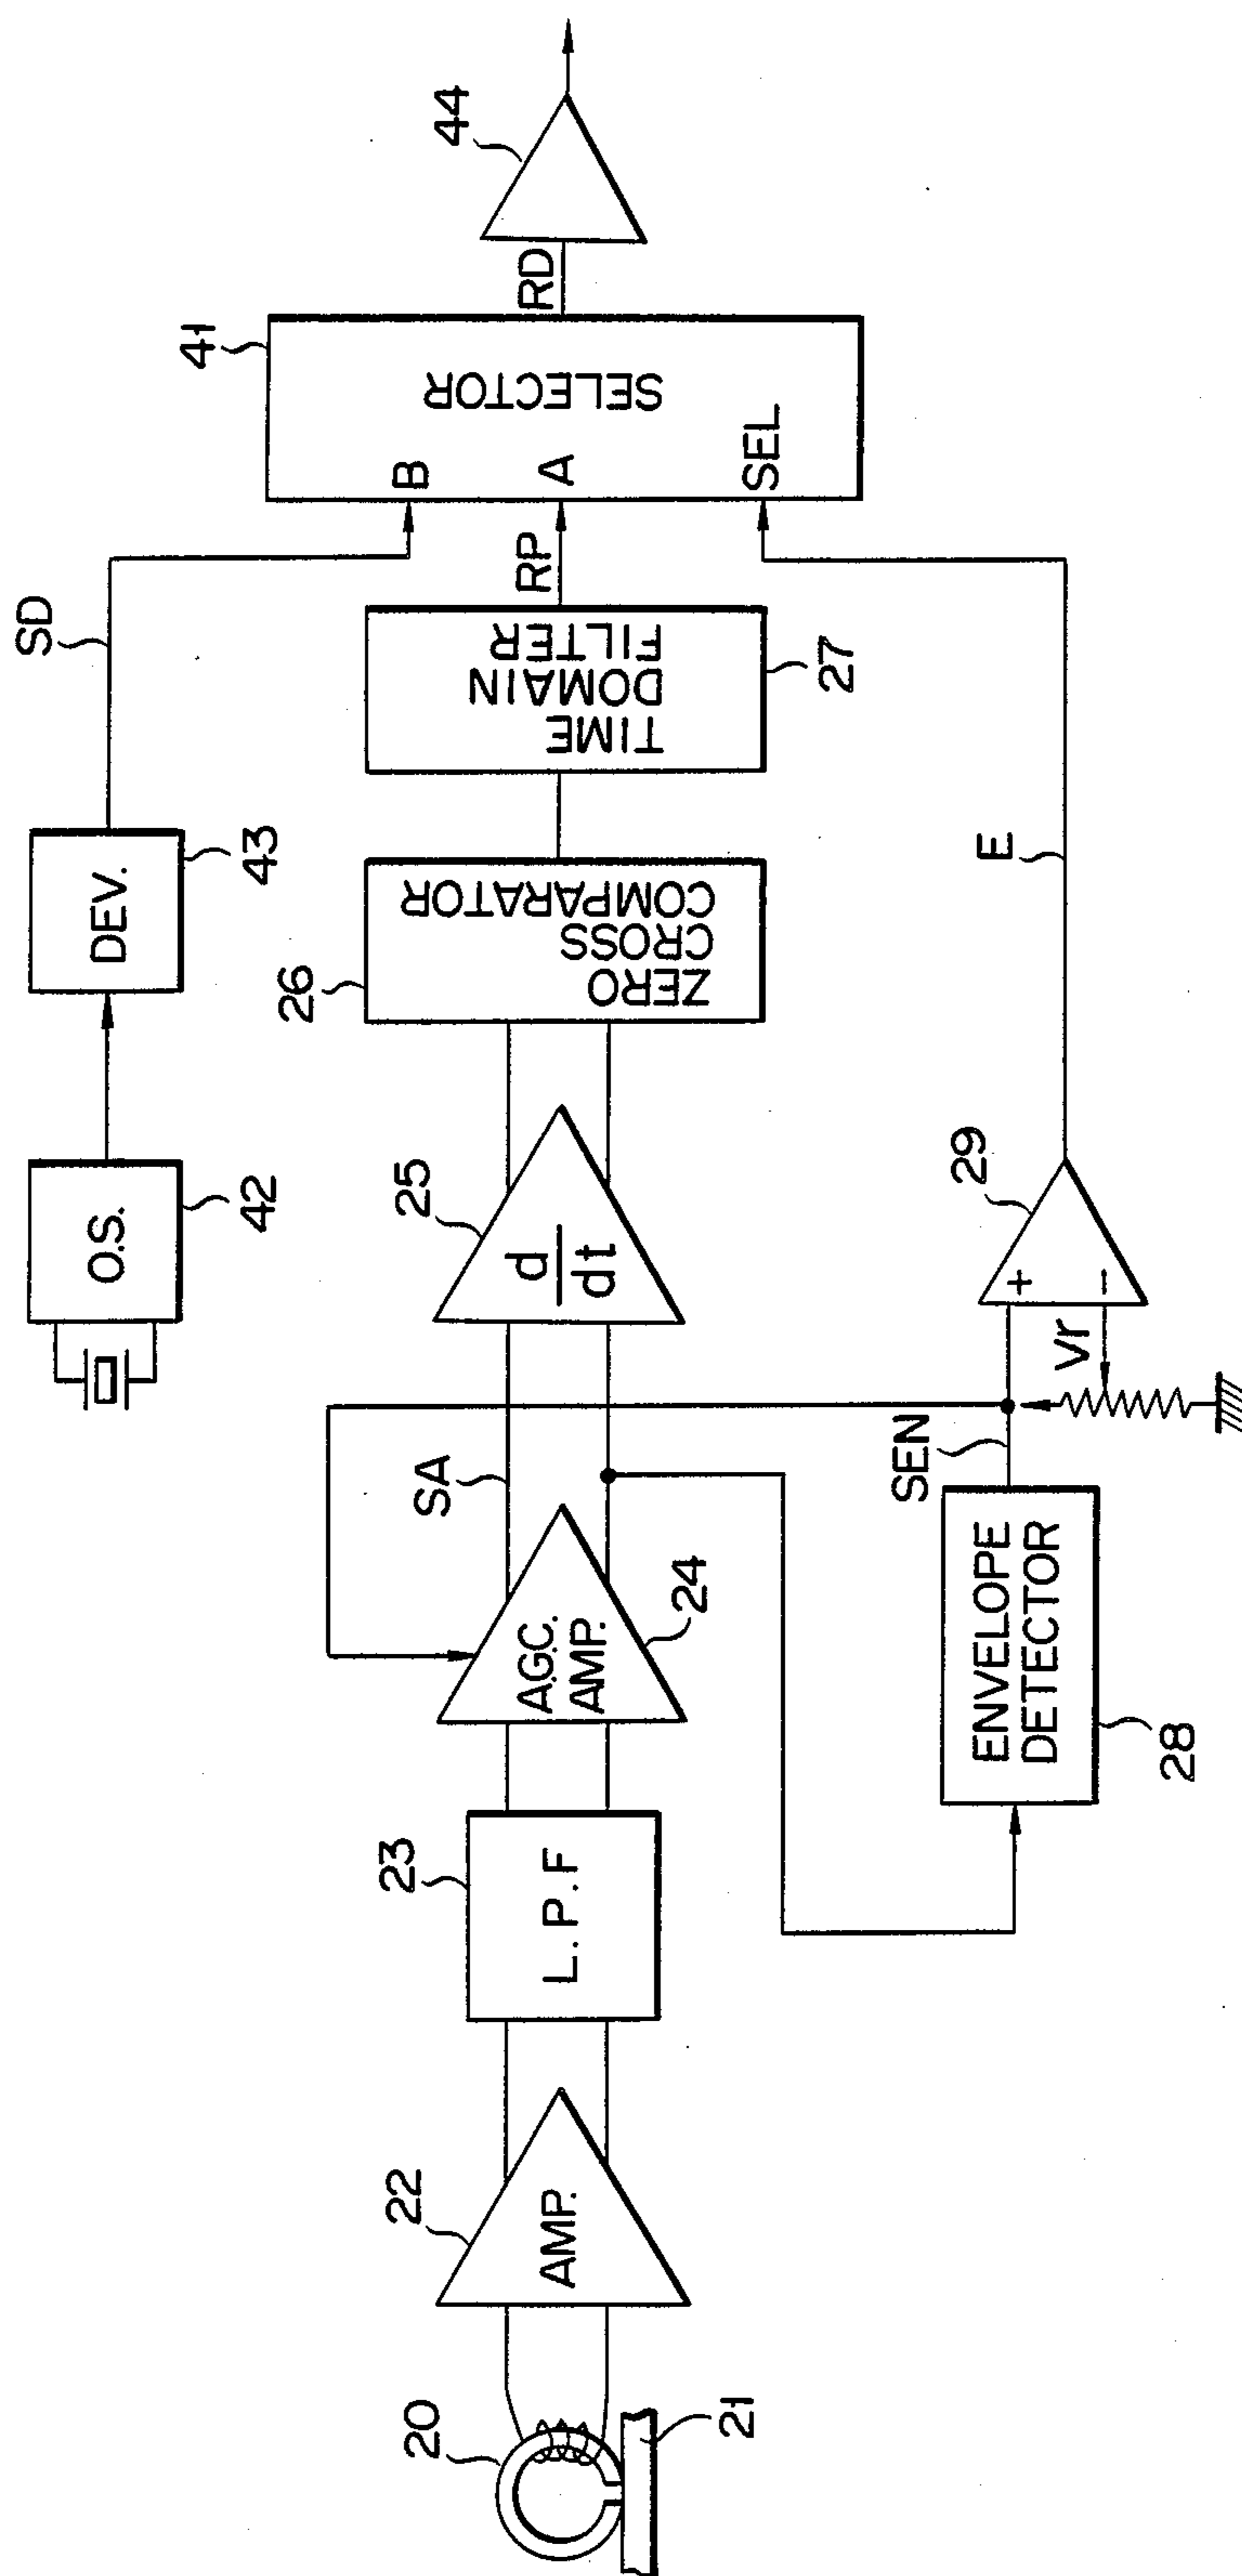 O.S.
42
DEV.
43
SD
20
21
22
AMP.
23
L. P. F
24
A.G.C.
AMP.
SA
25
d
dt
26
ZERO
CROSS
COMPARATOR
TIME
DOMAIN
FILTER
27
RP
41
B
A
SEL
SELECTOR
RD
44
ENVELOPE
DETECTOR
28
SEN
Vr
+
−
29
E